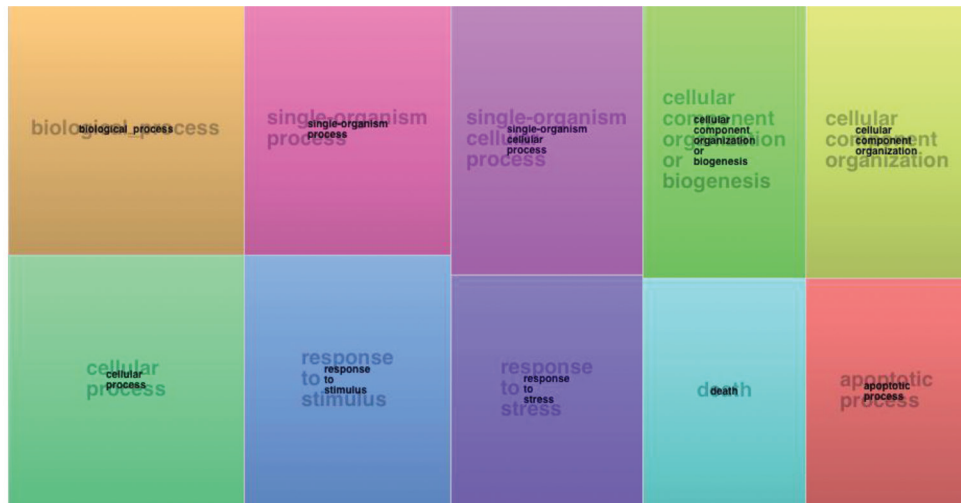 biological_process
biological_process
single-organism
process
single-organism
process
single-organism
cellular
process
single-organism
cellular
process
cellular
component
organization
or
biogenesis
cellular
component
organization
or
biogenesis
cellular
component
organization
cellular
component
organization
cellular
process
cellular
process
response
to
stimulus
response
to
stimulus
response
to
stress
response
to
stress
death
death
apoptotic
process
apoptotic
process